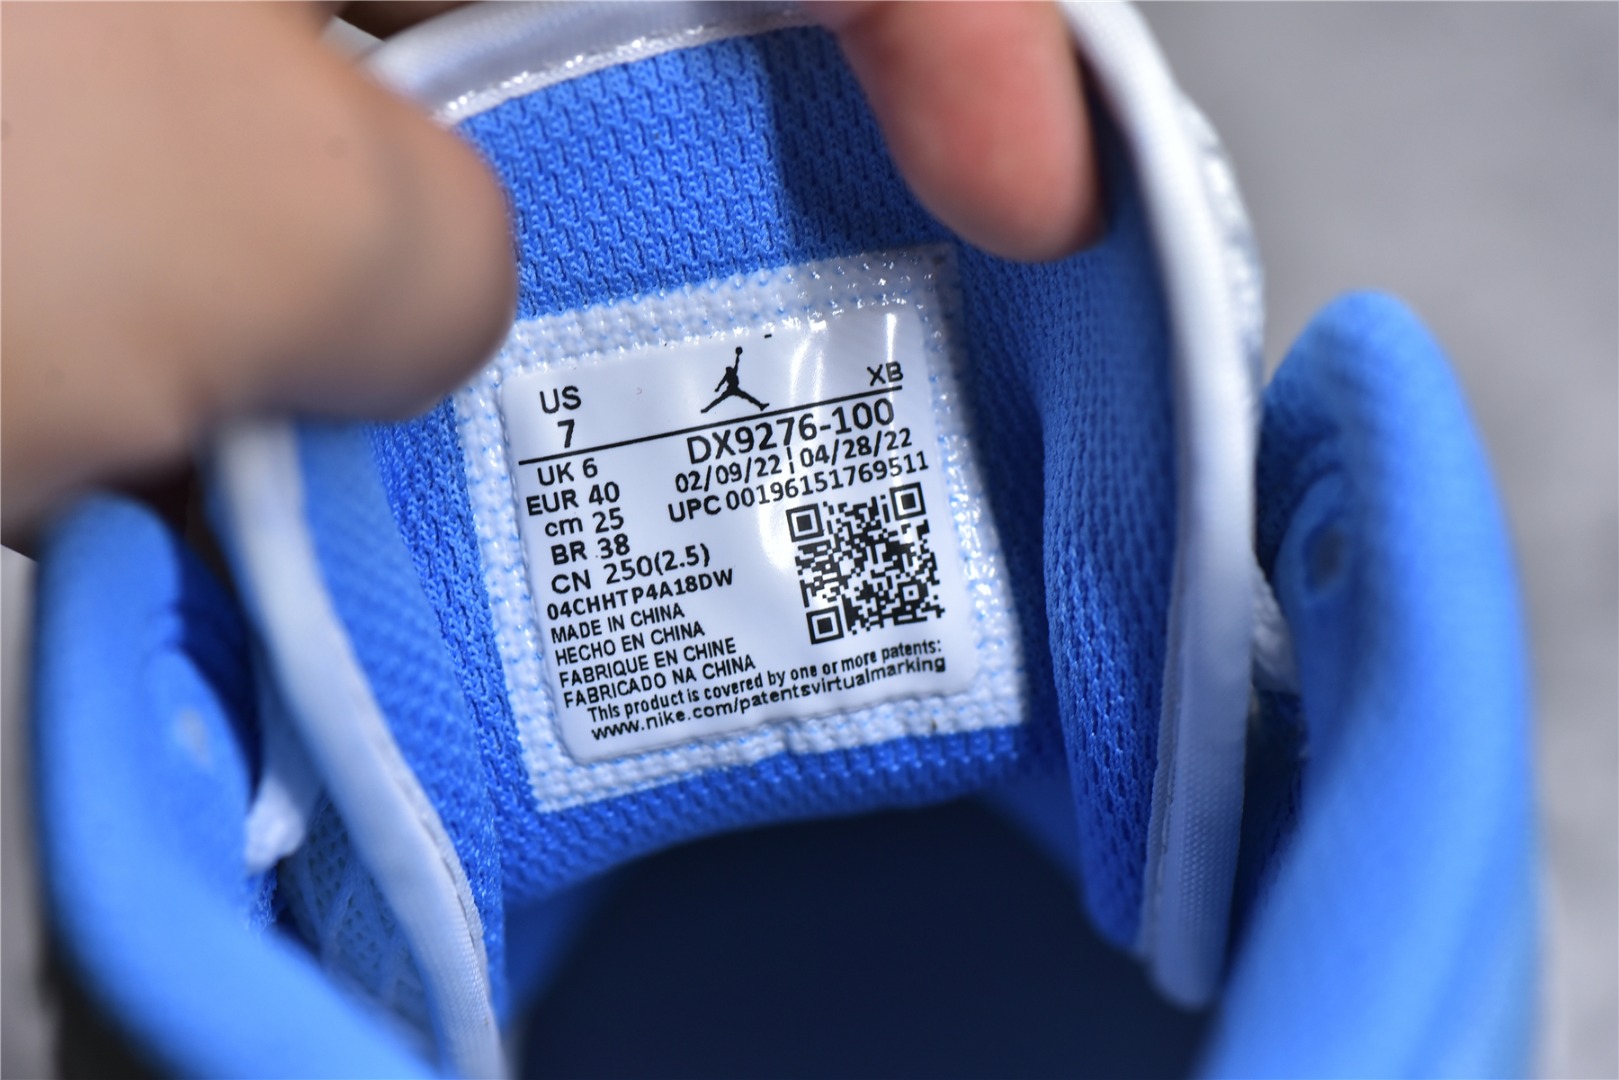 US
7
XB
DX9276-100
02/09/22 | 04/28/22
UPC 00196151769511
UK 6
EUR 40
cm 25
BR 38
CN 250(2.5)
04CHHTP4A18DW
MADE IN CHINA
HECHO EN CHINA
FABRIQUE EN CHINE
FABRICADO NA CHINA
This product is covered by one or more patents:
www.nike.com/patentsvirtualmarking